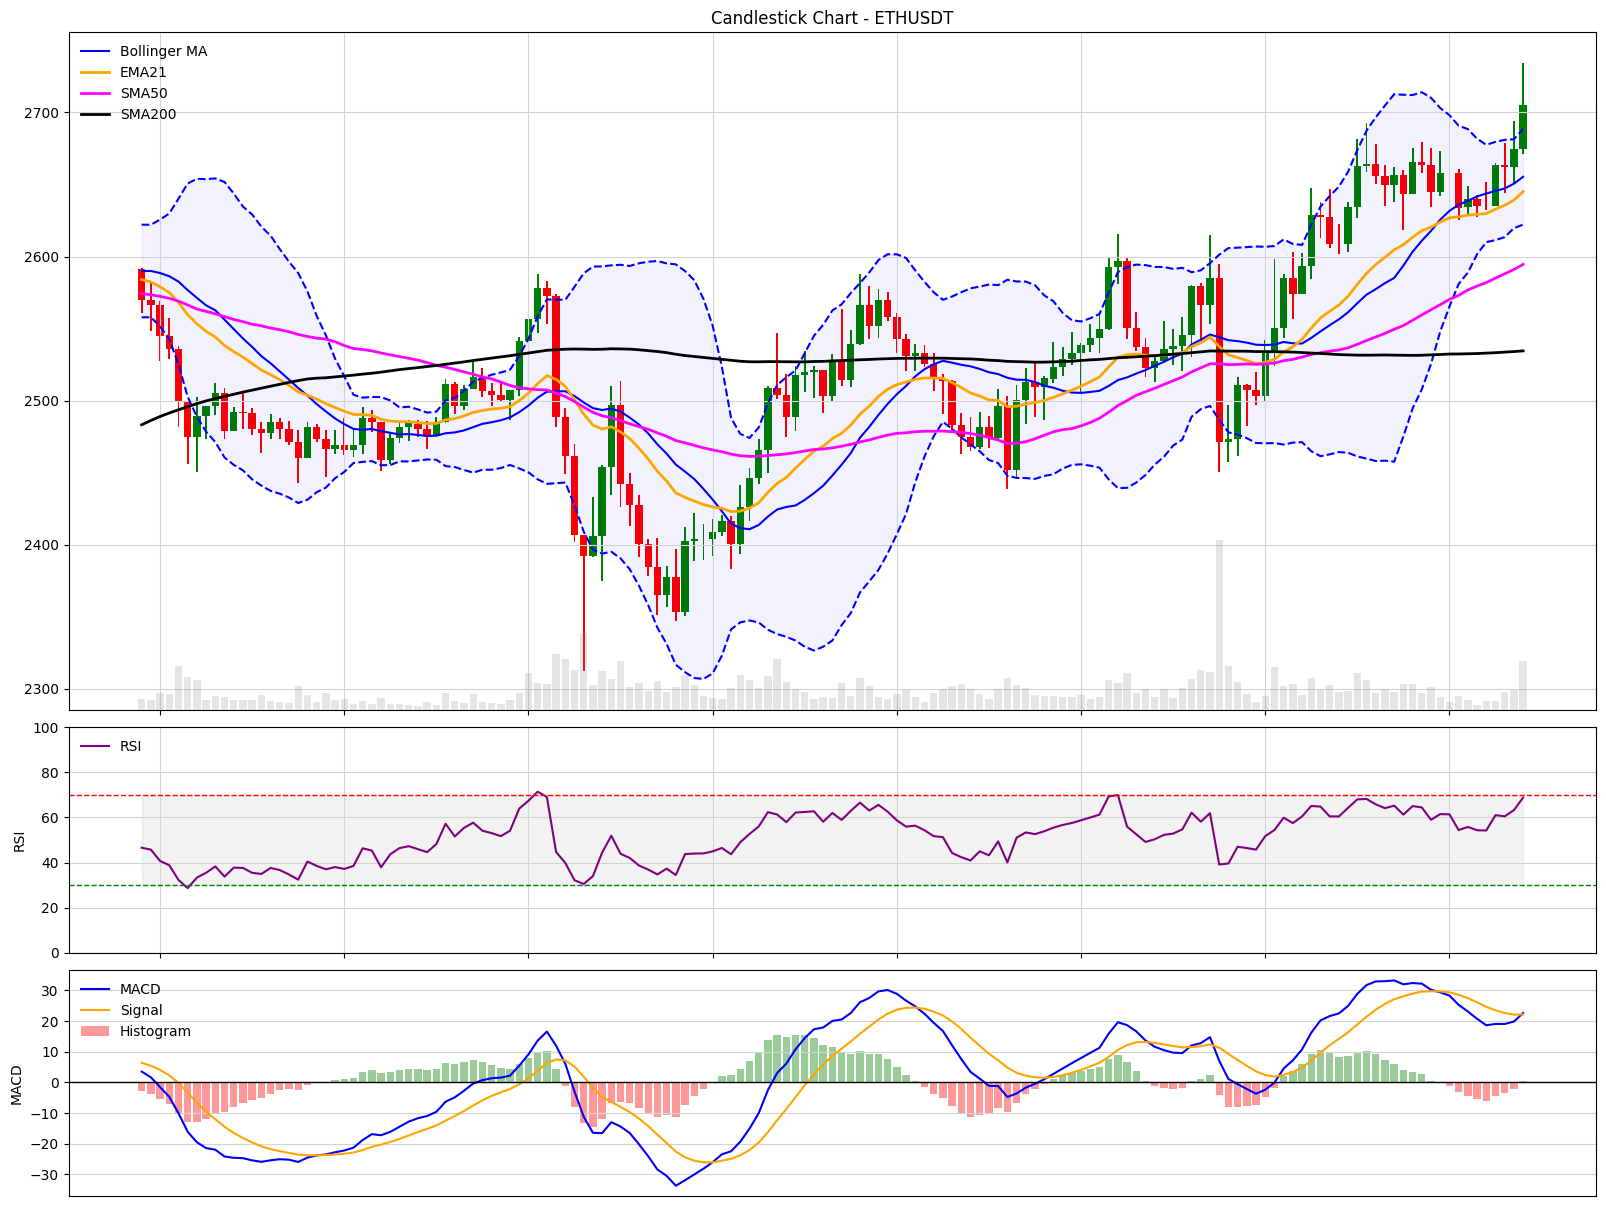 Candlestick Chart - ETHUSDT
Bollinger MA
EMA21
SMA50
SMA200
2700
2600
2500
2400
2300
RSI
100
80
60
40
20
0
RSI
MACD
Signal
Histogram
30
20
10
0
−10
−20
−30
MACD